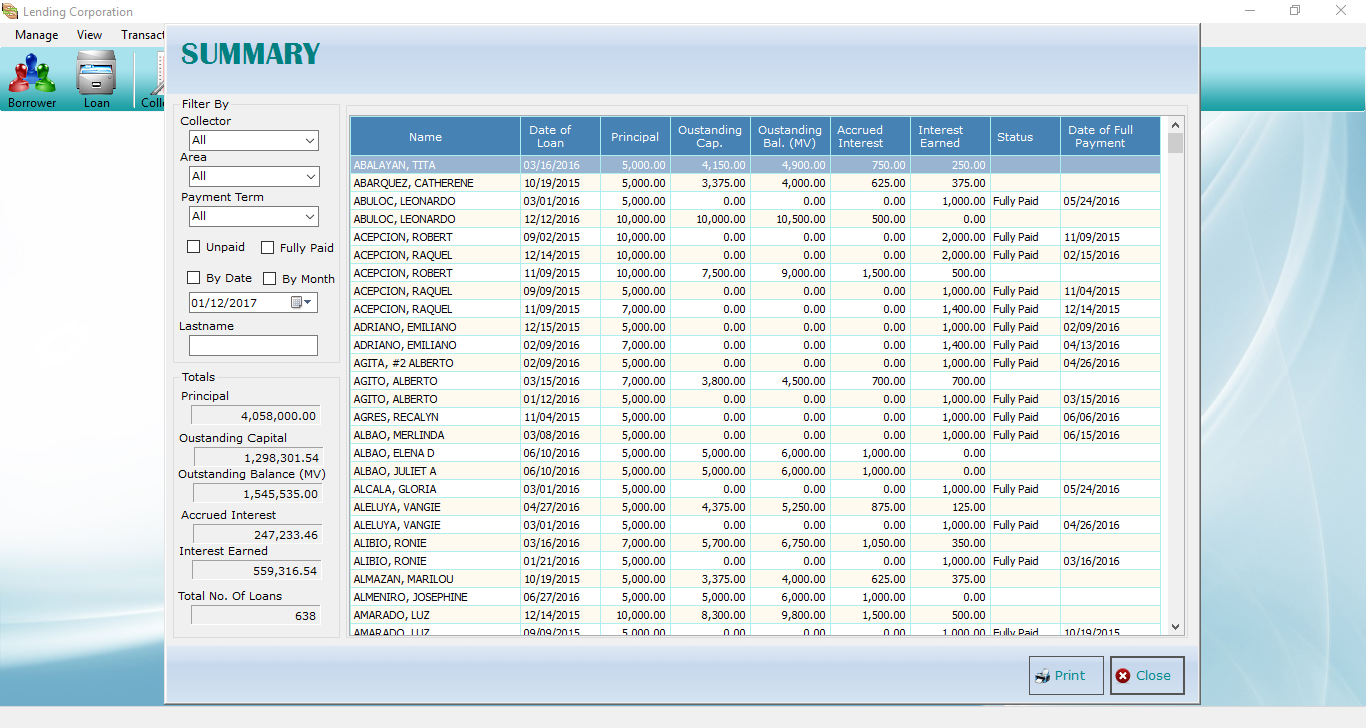 Lending Corporation
Manage View Transact
Borrower Loan Colle
SUMMARY
Filter By
Collector
All
Area
All
Payment Term
All
Unpaid Fully Paid
By Date By Month
01/12/2017
Lastname
Totals
Principal
4,058,000.00
Oustanding Capital
1,298,301.54
Outstanding Balance (MV)
1,545,535.00
Accrued Interest
247,233.46
Interest Earned
559,316.54
Total No. Of Loans
638
Name Date of Loan Principal Oustanding Cap. Oustanding Bal. (MV) Accrued Interest Interest Earned Status Date of Full Payment
ABALAYAN, TITA 03/16/2016 5,000.00 4,150.00 4,900.00 750.00 250.00
ABARQUEZ, CATHERENE 10/19/2015 5,000.00 3,375.00 4,000.00 625.00 375.00
ABULOC, LEONARDO 03/01/2016 5,000.00 0.00 0.00 0.00 1,000.00 Fully Paid 05/24/2016
ABULOC, LEONARDO 12/12/2016 10,000.00 10,000.00 10,500.00 500.00 0.00
ACEPCION, ROBERT 09/02/2015 10,000.00 0.00 0.00 0.00 2,000.00 Fully Paid 11/09/2015
ACEPCION, RAQUEL 12/14/2015 10,000.00 0.00 0.00 0.00 2,000.00 Fully Paid 02/15/2016
ACEPCION, ROBERT 11/09/2015 10,000.00 7,500.00 9,000.00 1,500.00 500.00
ACEPCION, RAQUEL 09/09/2015 5,000.00 0.00 0.00 0.00 1,000.00 Fully Paid 11/04/2015
ACEPCION, RAQUEL 11/09/2015 7,000.00 0.00 0.00 0.00 1,400.00 Fully Paid 12/14/2015
ADRIANO, EMILIANO 12/15/2015 5,000.00 0.00 0.00 0.00 1,000.00 Fully Paid 02/09/2016
ADRIANO, EMILIANO 02/09/2016 7,000.00 0.00 0.00 0.00 1,400.00 Fully Paid 04/13/2016
AGITA, #2 ALBERTO 02/09/2016 5,000.00 0.00 0.00 0.00 1,000.00 Fully Paid 04/26/2016
AGITO, ALBERTO 03/15/2016 7,000.00 3,800.00 4,500.00 700.00 700.00
AGITO, ALBERTO 01/12/2016 5,000.00 0.00 0.00 0.00 1,000.00 Fully Paid 03/15/2016
AGRES, RECALYN 11/04/2015 5,000.00 0.00 0.00 0.00 1,000.00 Fully Paid 06/06/2016
ALBAO, MERLINDA 03/08/2016 5,000.00 0.00 0.00 0.00 1,000.00 Fully Paid 06/15/2016
ALBAO, ELENA D 06/10/2016 5,000.00 5,000.00 6,000.00 1,000.00 0.00
ALBAO, JULIET A 06/10/2016 5,000.00 5,000.00 6,000.00 1,000.00 0.00
ALCALA, GLORIA 03/01/2016 5,000.00 0.00 0.00 0.00 1,000.00 Fully Paid 05/24/2016
ALELUYA, VANGIE 04/27/2016 5,000.00 4,375.00 5,250.00 875.00 125.00
ALELUYA, VANGIE 03/01/2016 5,000.00 0.00 0.00 0.00 1,000.00 Fully Paid 04/26/2016
ALIBIO, RONIE 03/16/2016 7,000.00 5,700.00 6,750.00 1,050.00 350.00
ALIBIO, RONIE 01/21/2016 5,000.00 0.00 0.00 0.00 1,000.00 Fully Paid 03/16/2016
ALMAZAN, MARILOU 10/19/2015 5,000.00 3,375.00 4,000.00 625.00 375.00
ALMENIRO, JOSEPHINE 06/27/2016 5,000.00 5,000.00 6,000.00 1,000.00 0.00
AMARADO, LUZ 12/14/2015 10,000.00 8,300.00 9,800.00 1,500.00 500.00
AMARADO, LUZ 09/09/2015 5,000.00 0.00 0.00 0.00 1,000.00 Fully Paid 10/19/2015
Print Close